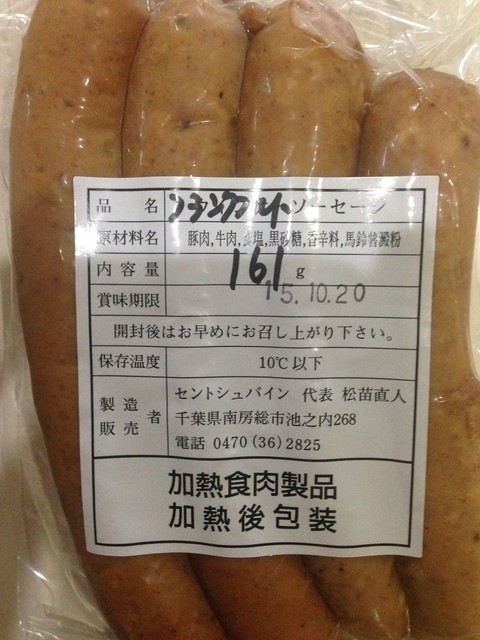 品名 フランクフルトソーセージ
原材料名 豚肉,牛肉,食塩,黒砂糖,香辛料,馬鈴薯澱粉
内容量 161g
賞味期限 15.10.20
開封後はお早めにお召し上がり下さい。
保存温度 10℃以下
製造販売者 セントシュバイン 代表 松苗直人
千葉県南房総市池之内268
電話 0470(36)2825
加熱食肉製品
加熱後包装